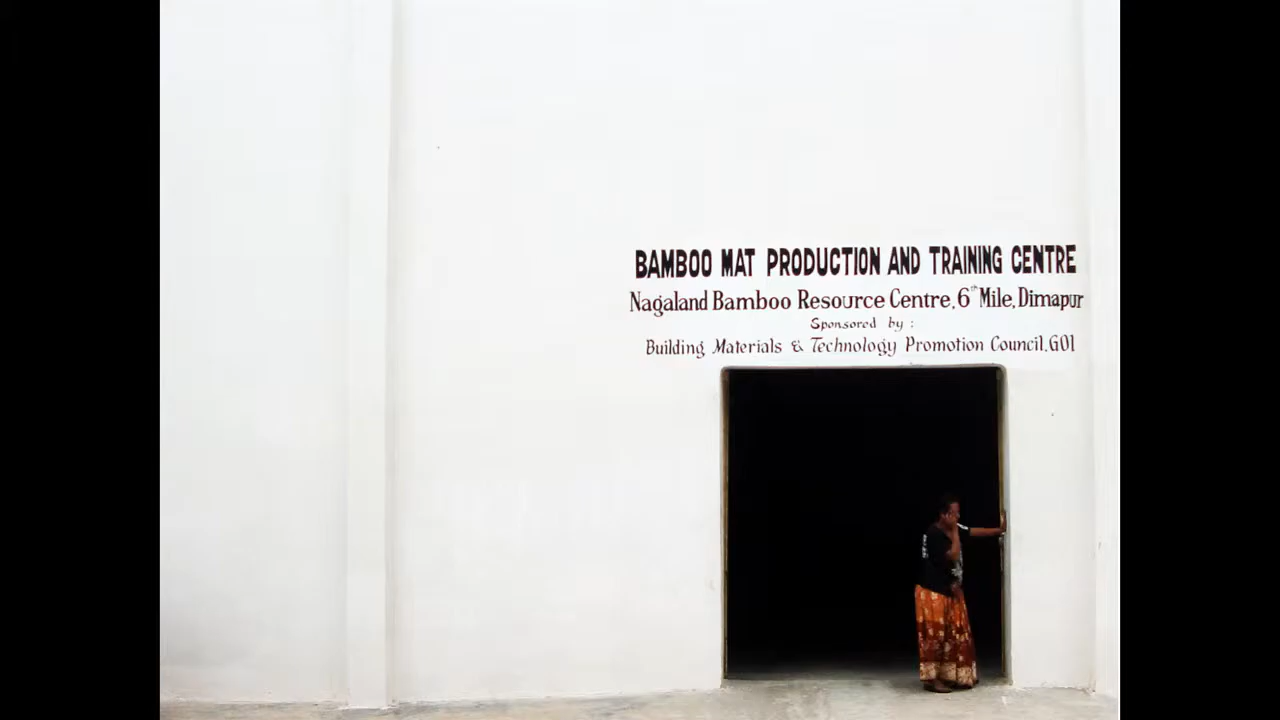 BAMBOO MAT PRODUCTION AND TRAINING CENTRE
Nagaland Bamboo Resource Centre, 6th Mile, Dimapur
Sponsored by :
Building Materials & Technology Promotion Council, GOI